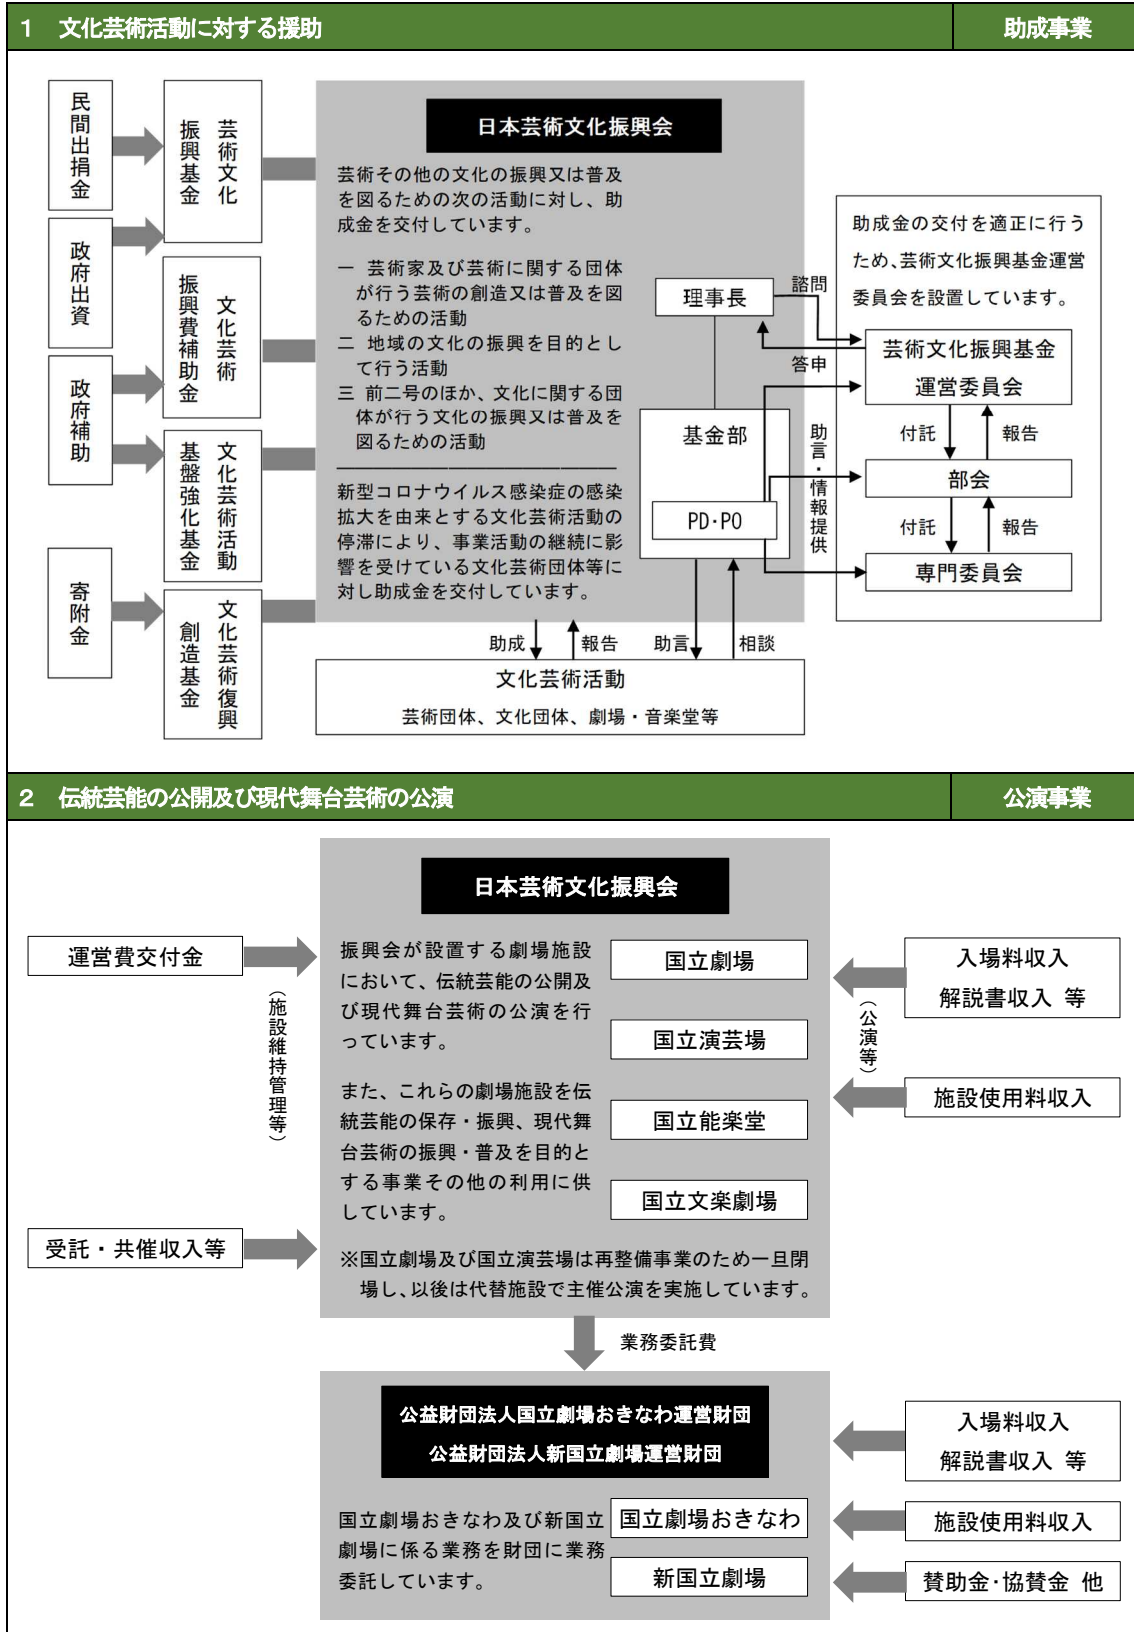 1 文化芸術活動に対する援助
助成事業
民間出捐金
政府出資
政府補助
寄附金
芸術文化
振興基金
文化芸術
振興費補助金
文化芸術活動
基盤強化基金
文化芸術復興
創造基金
日本芸術文化振興会
芸術その他の文化の振興又は普及
を図るための次の活動に対し、助
成金を交付しています。
一 芸術家及び芸術に関する団体
が行う芸術の創造又は普及を図
るための活動
二 地域の文化の振興を目的とし
て行う活動
三 前二号のほか、文化に関する団
体が行う文化の振興又は普及を
図るための活動
新型コロナウイルス感染症の感染
拡大を由来とする文化芸術活動の
停滞により、事業活動の継続に影
響を受けている文化芸術団体等に
対し助成金を交付しています。
理事長
基金部
PD・PO
諮問
答申
助言・情報提供
助成金の交付を適正に行う
ため、芸術文化振興基金運営
委員会を設置しています。
芸術文化振興基金
運営委員会
付託
報告
部会
付託
報告
専門委員会
助成
報告
助言
相談
文化芸術活動
芸術団体、文化団体、劇場・音楽堂等
2 伝統芸能の公開及び現代舞台芸術の公演
公演事業
運営費交付金
(施設維持管理等)
受託・共催収入等
日本芸術文化振興会
振興会が設置する劇場施設
において、伝統芸能の公開及
び現代舞台芸術の公演を行
っています。
また、これらの劇場施設を伝
統芸能の保存・振興、現代舞
台芸術の振興・普及を目的と
する事業その他の利用に供
しています。
国立劇場
国立演芸場
国立能楽堂
国立文楽劇場
※国立劇場及び国立演芸場は再整備事業のため一旦閉
場し、以後は代替施設で主催公演を実施しています。
入場料収入
解説書収入 等
(公演等)
施設使用料収入
業務委託費
公益財団法人国立劇場おきなわ運営財団
公益財団法人新国立劇場運営財団
国立劇場おきなわ及び新国立
劇場に係る業務を財団に業務
委託しています。
国立劇場おきなわ
新国立劇場
入場料収入
解説書収入 等
施設使用料収入
賛助金・協賛金 他